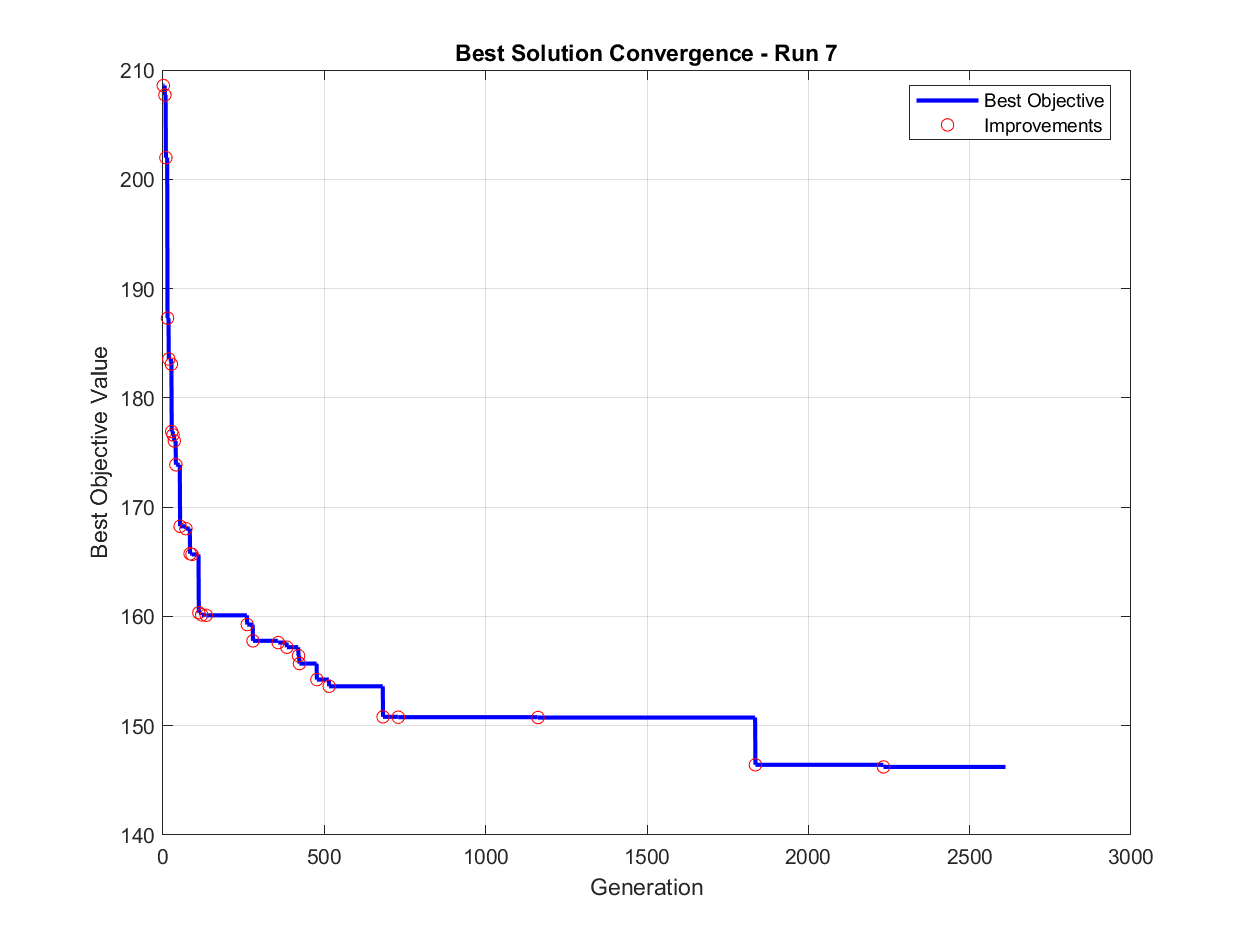 Best Solution Convergence - Run 7
Best Objective
Improvements
Best Objective Value
210
200
190
180
170
160
150
140
0 500 1000 1500 2000 2500 3000
Generation